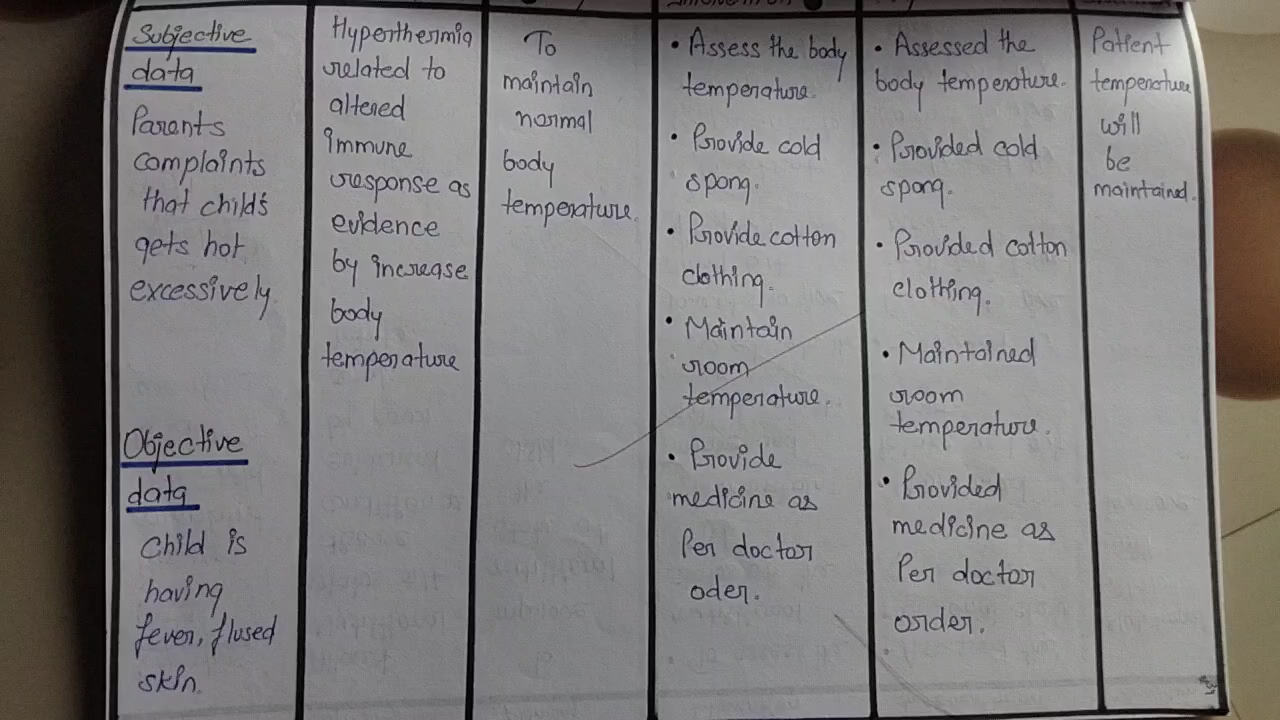 Subjective
data
Parents
complaints
that child's
gets hot
excessively
Objective
data
Child is
having
fever, flused
skin.
Hyperthermia
related to
altered
immune
response as
evidence
by increase
body
temperature
To
maintain
normal
body
temperature.
• Assess the body
temperature.
• Provide cold
spong.
• Provide cotton
clothing.
• Maintain
room
temperature.
• Provide
medicine as
Per doctor
oder.
• Assessed the
body temperature.
• Provided cold
spong.
• Provided cotton
clothing.
• Maintained
room
temperature.
• Provided
medicine as
Per doctor
order.
Patient
temperature
will
be
maintained.